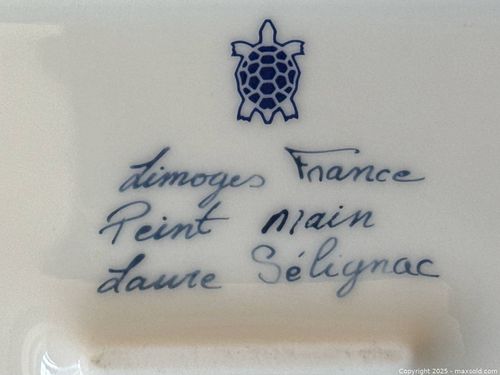 Limoges France
Peint main
Laure Sélignac
Copyright 2025 - maxsold.com